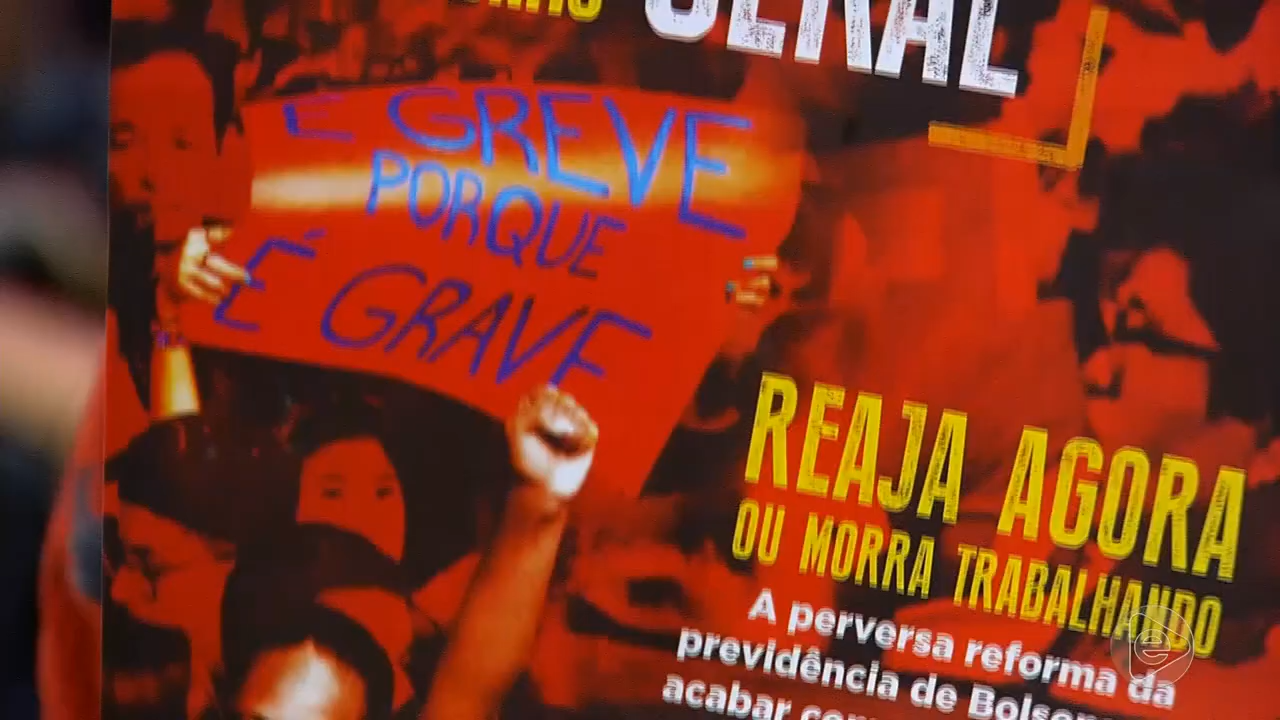 GERAL
É GREVE
PORQUE
É GRAVE
REAJA AGORA
OU MORRA TRABALHANDO
A perversa reforma da
previdência de
acabar
e